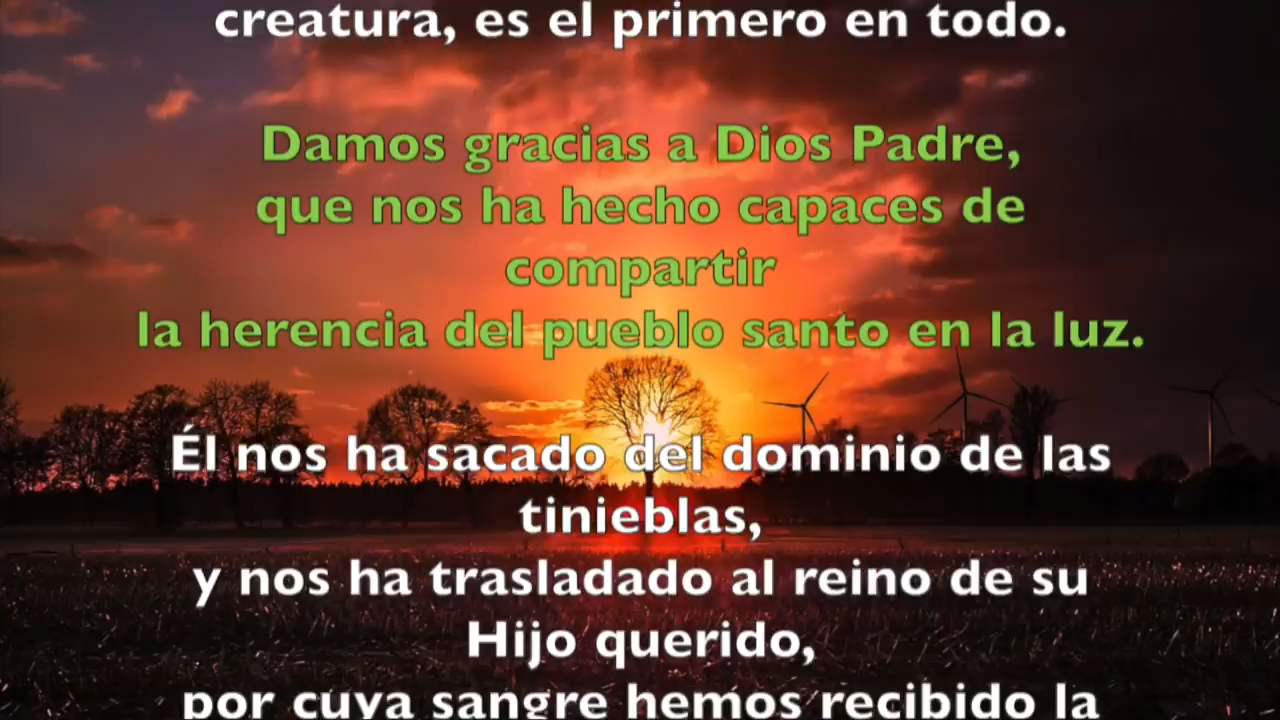 creatura, es el primero en todo.
Damos gracias a Dios Padre,
que nos ha hecho capaces de
compartir
la herencia del pueblo santo en la luz.
Él nos ha sacado del dominio de las
tinieblas,
y nos ha trasladado al reino de su
Hijo querido,
por cuya sangre hemos recibido la